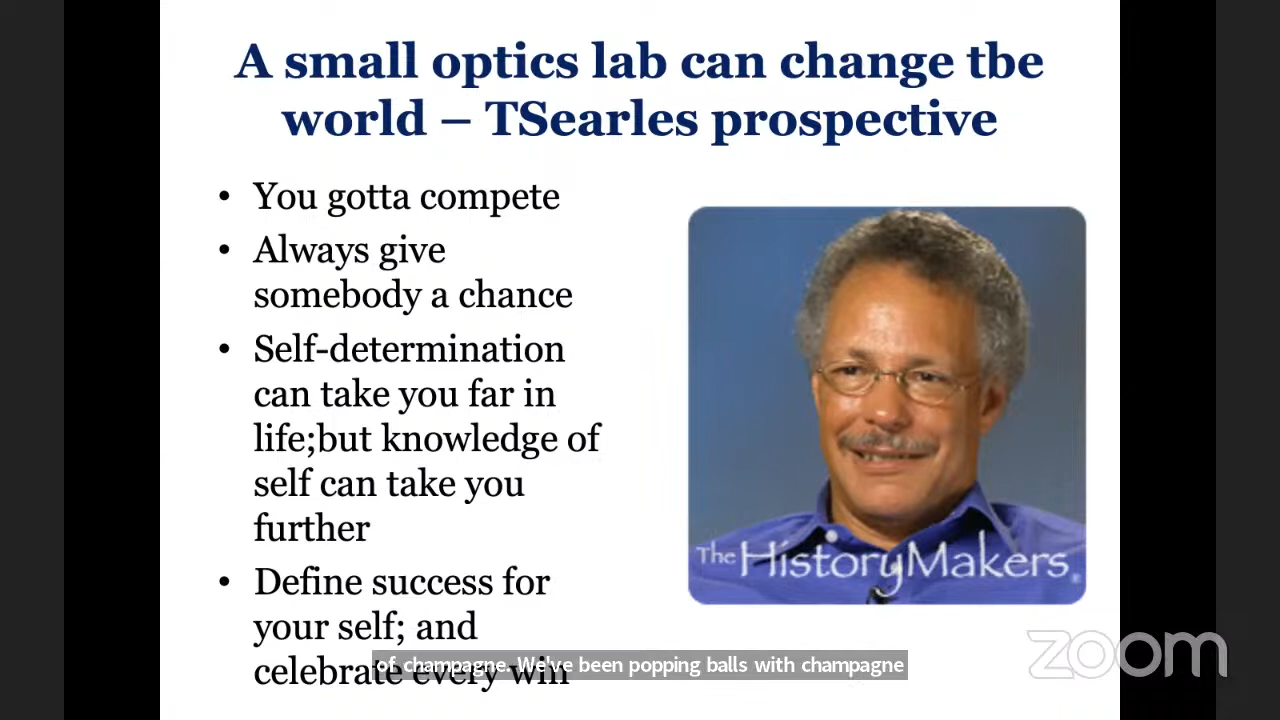 A small optics lab can change tbe
world – TSearles prospective
• You gotta compete
• Always give
somebody a chance
• Self-determination
can take you far in
life;but knowledge of
self can take you
further
• Define success for
your self; and
celebrate every win
The HistoryMakers®
of champagne. We've been popping balls with champagne
zoom